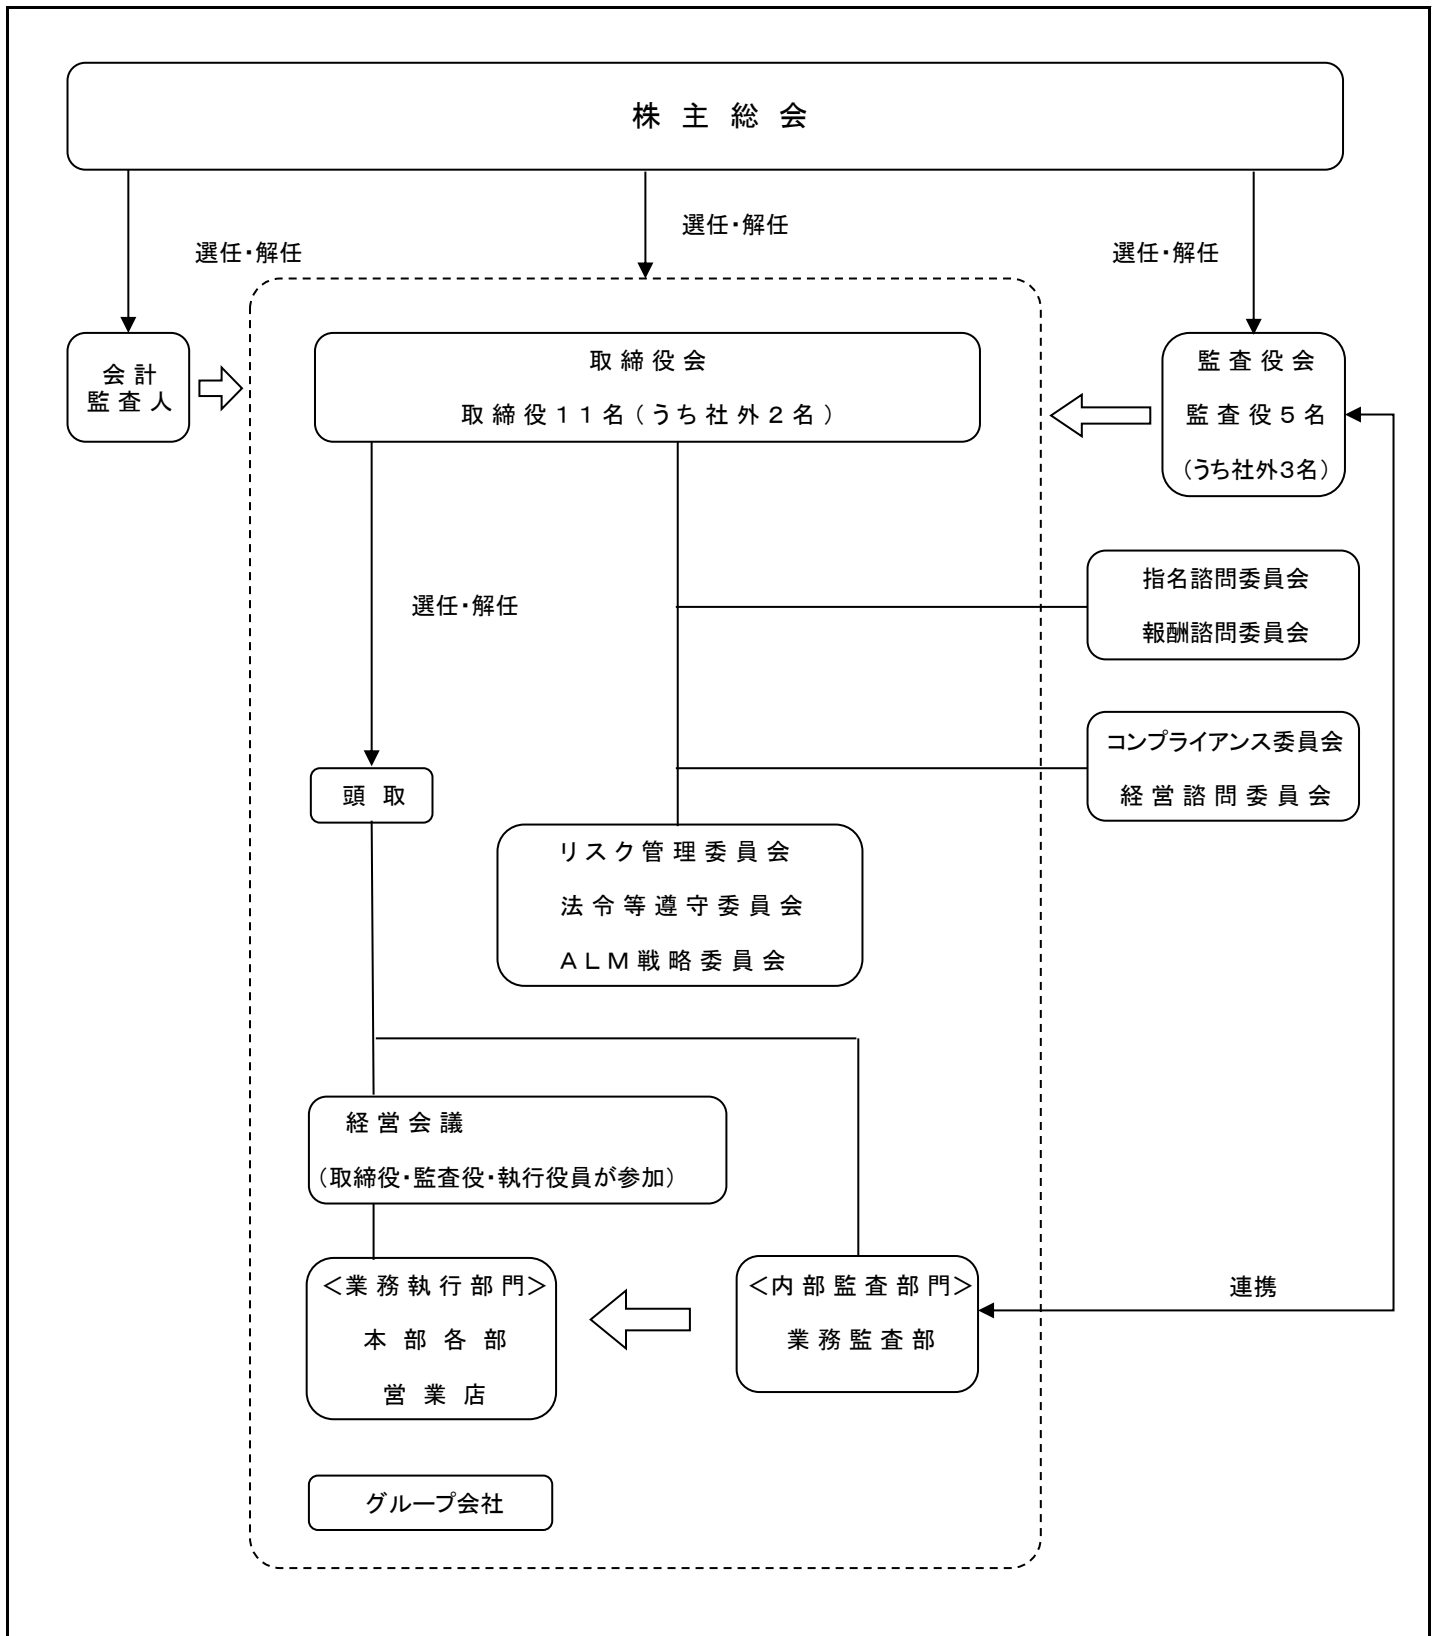 株主総会
選任・解任
選任・解任
選任・解任
会計
監査人
取締役会
取締役11名(うち社外2名)
監査役会
監査役5名
(うち社外3名)
指名諮問委員会
報酬諮問委員会
選任・解任
コンプライアンス委員会
経営諮問委員会
頭取
リスク管理委員会
法令等遵守委員会
ALM戦略委員会
経営会議
(取締役・監査役・執行役員が参加)
<業務執行部門>
本部各部
営業店
<内部監査部門>
業務監査部
連携
グループ会社